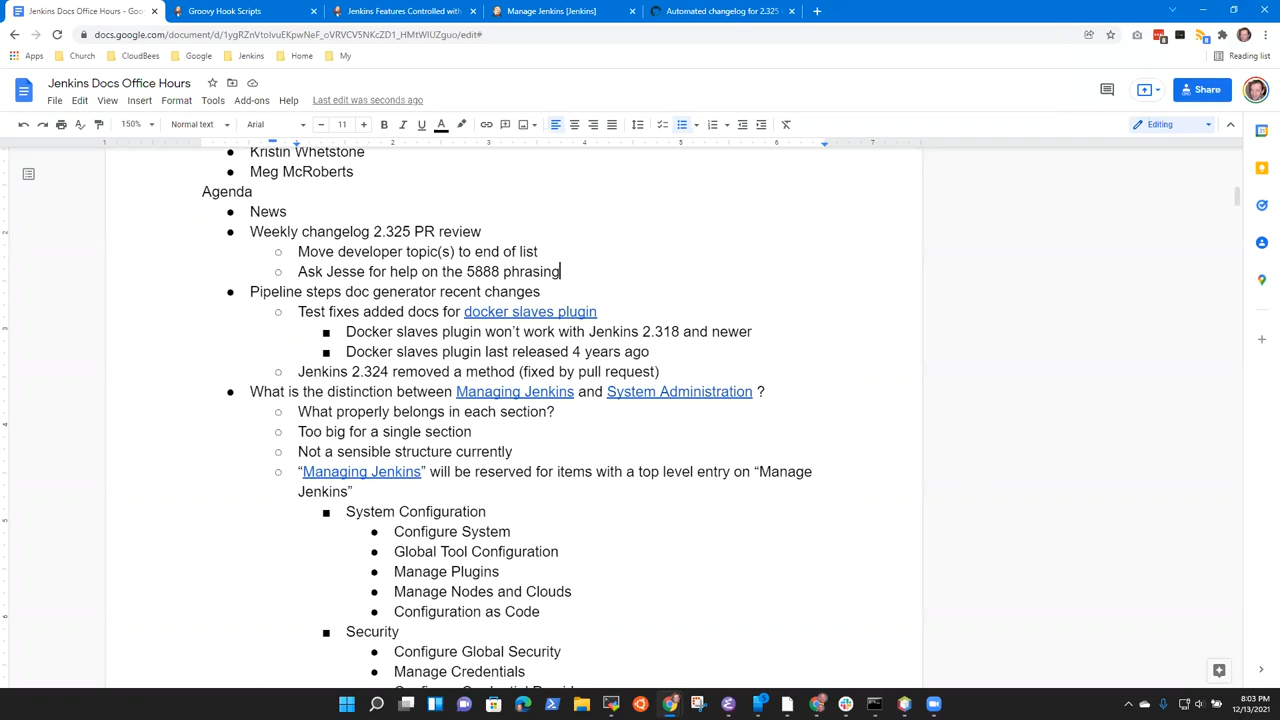 Jenkins Docs Office Hours - Goo
Groovy Hook Scripts
Jenkins Features Controlled with
Manage Jenkins [Jenkins]
Automated changelog for 2.325
docs.google.com/document/d/1ygRZnVtoIvuEKpwNeF_oVRVCV5NKcZD1_HMtWlUZguo/edit#
Apps
Church
CloudBees
Google
Jenkins
Home
My
Reading list
Jenkins Docs Office Hours
File Edit View Insert Format Tools Add-ons Help Last edit was seconds ago
Share
150% Normal text Arial 11 Editing
Kristin Whetstone
Meg McRoberts
Agenda
News
Weekly changelog 2.325 PR review
Move developer topic(s) to end of list
Ask Jesse for help on the 5888 phrasing
Pipeline steps doc generator recent changes
Test fixes added docs for docker slaves plugin
Docker slaves plugin won't work with Jenkins 2.318 and newer
Docker slaves plugin last released 4 years ago
Jenkins 2.324 removed a method (fixed by pull request)
What is the distinction between Managing Jenkins and System Administration ?
What properly belongs in each section?
Too big for a single section
Not a sensible structure currently
“Managing Jenkins” will be reserved for items with a top level entry on “Manage
Jenkins”
System Configuration
Configure System
Global Tool Configuration
Manage Plugins
Manage Nodes and Clouds
Configuration as Code
Security
Configure Global Security
Manage Credentials
8:03 PM
12/13/2021